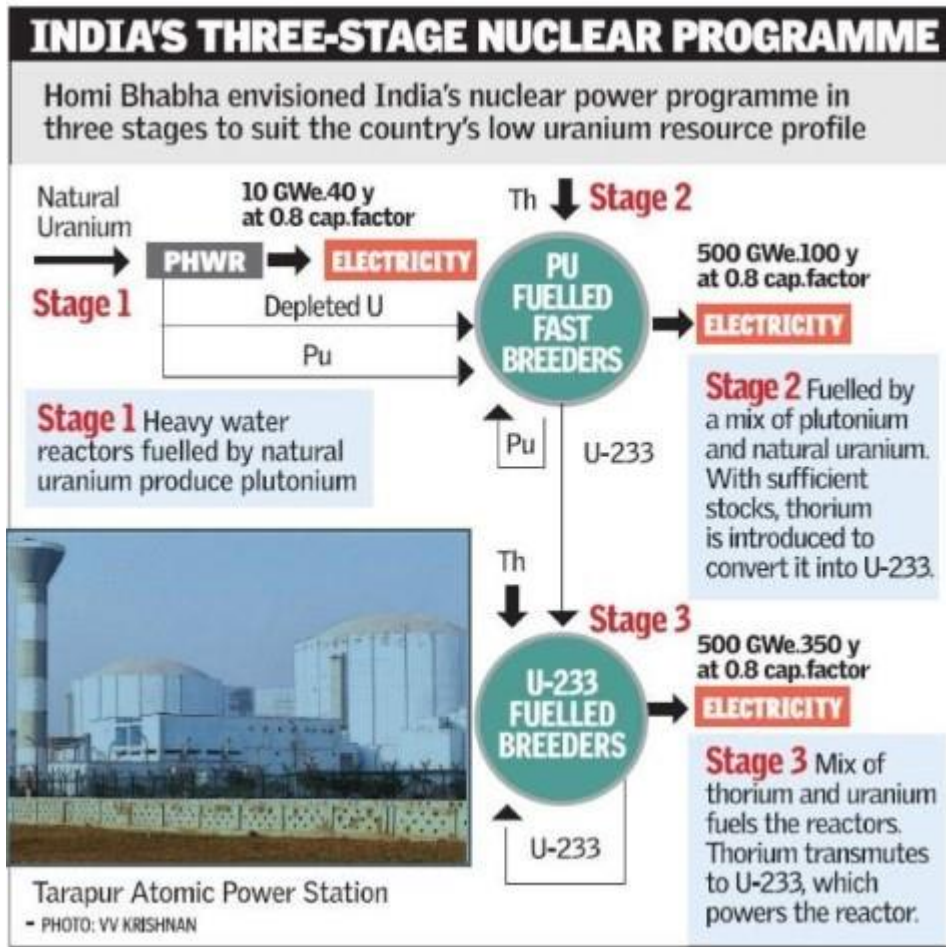 INDIA'S THREE-STAGE NUCLEAR PROGRAMME
Homi Bhabha envisioned India's nuclear power programme in
three stages to suit the country's low uranium resource profile
Natural
Uranium
Stage 1
PHWR
10 GWe.40 y
at 0.8 cap.factor
ELECTRICITY
Depleted U
Pu
Th
Stage 2
PU
FUELLED
FAST
BREEDERS
500 GWe.100 y
at 0.8 cap.factor
ELECTRICITY
Stage 1 Heavy water
reactors fuelled by natural
uranium produce plutonium
Pu
U-233
Stage 2 Fuelled by
a mix of plutonium
and natural uranium.
With sufficient
stocks, thorium
is introduced to
convert it into U-233.
Th
Stage 3
U-233
FUELLED
BREEDERS
500 GWe.350 y
at 0.8 cap.factor
ELECTRICITY
U-233
Stage 3 Mix of
thorium and uranium
fuels the reactors.
Thorium transmutes
to U-233, which
powers the reactor.
Tarapur Atomic Power Station
- PHOTO: VV KRISHNAN